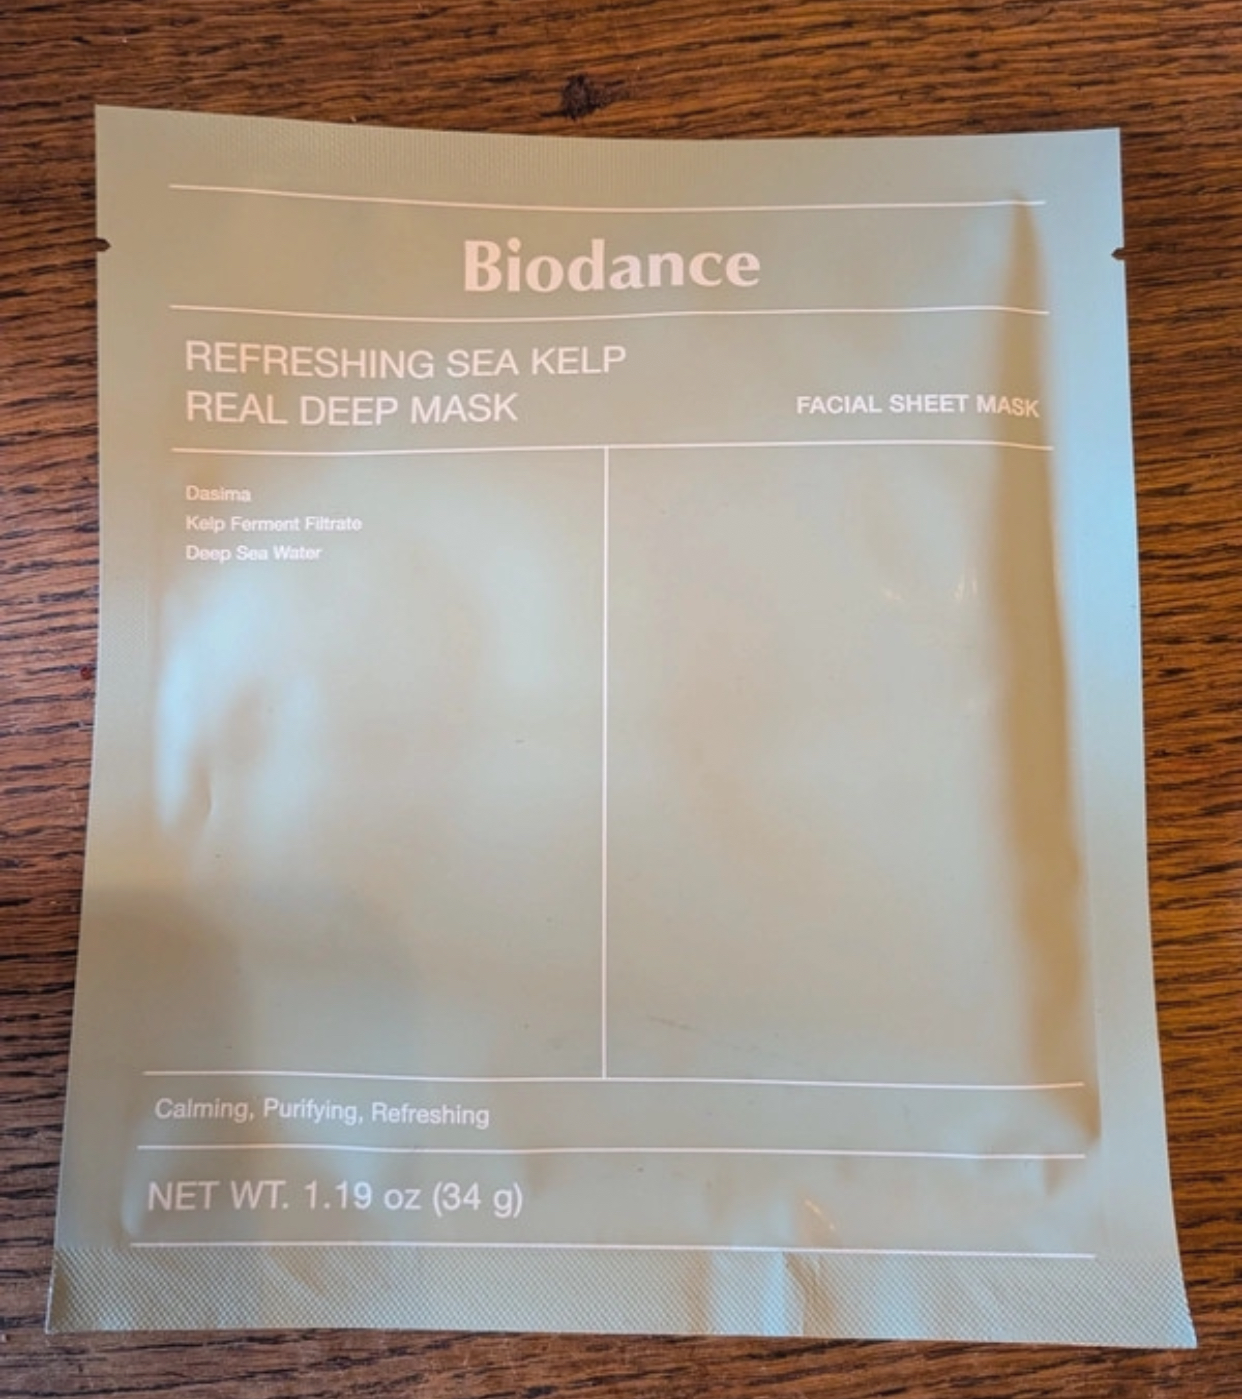 Biodance
REFRESHING SEA KELP
REAL DEEP MASK
FACIAL SHEET MASK
Dasima
Kelp Ferment Filtrate
Deep Sea Water
Calming, Purifying, Refreshing
NET WT. 1.19 oz (34 g)